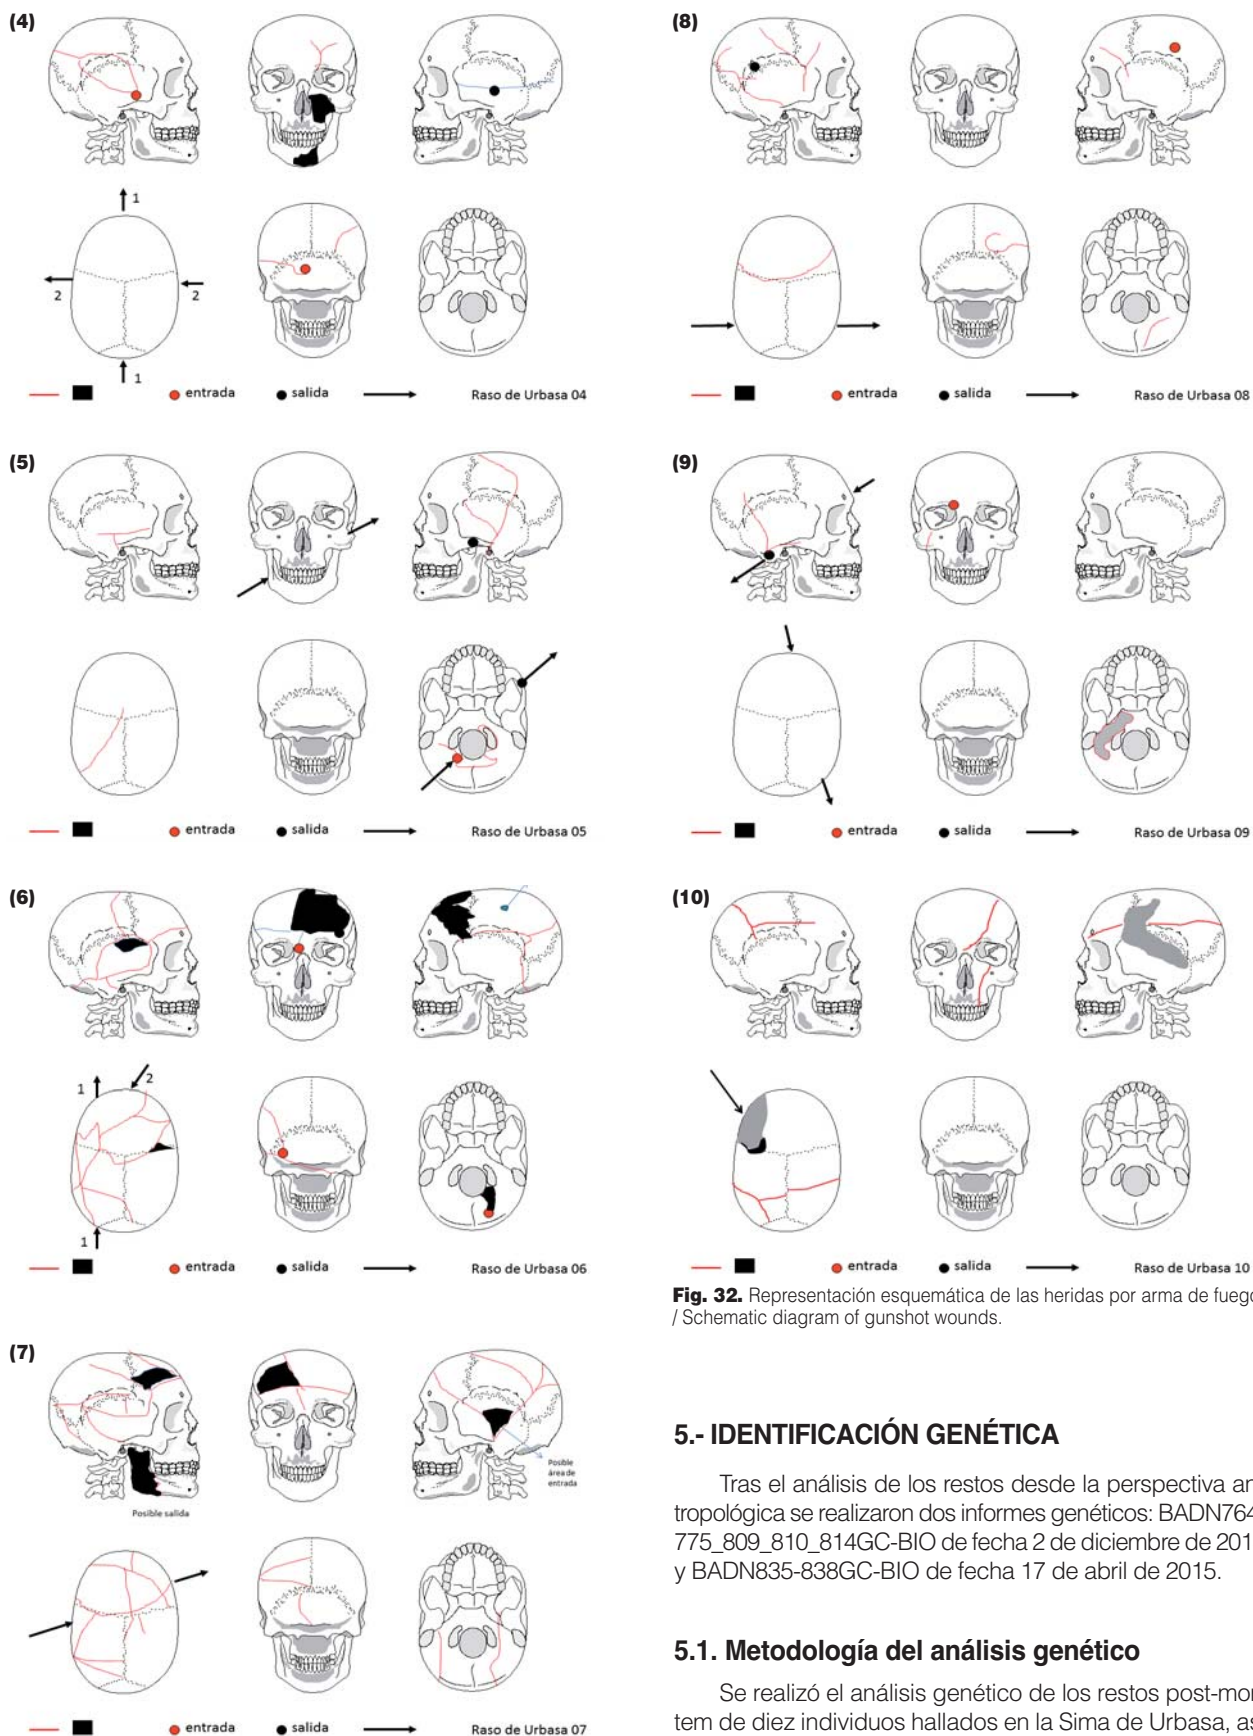 (4)
1
2
2
1
entrada salida Raso de Urbasa 04
(5)
entrada salida Raso de Urbasa 05
(6)
1
2
1
entrada salida Raso de Urbasa 06
(7)
Posible salida
Posible
área de
entrada
entrada salida Raso de Urbasa 07
(8)
entrada salida Raso de Urbasa 08
(9)
entrada salida Raso de Urbasa 09
(10)
entrada salida Raso de Urbasa 10
Fig. 32. Representación esquemática de las heridas por arma de fuego
/ Schematic diagram of gunshot wounds.
5.- IDENTIFICACIÓN GENÉTICA
Tras el análisis de los restos desde la perspectiva an
tropológica se realizaron dos informes genéticos: BADN764
775_809_810_814GC-BIO de fecha 2 de diciembre de 201
y BADN835-838GC-BIO de fecha 17 de abril de 2015.
5.1. Metodología del análisis genético
Se realizó el análisis genético de los restos post-mor
tem de diez individuos hallados en la Sima de Urbasa, as